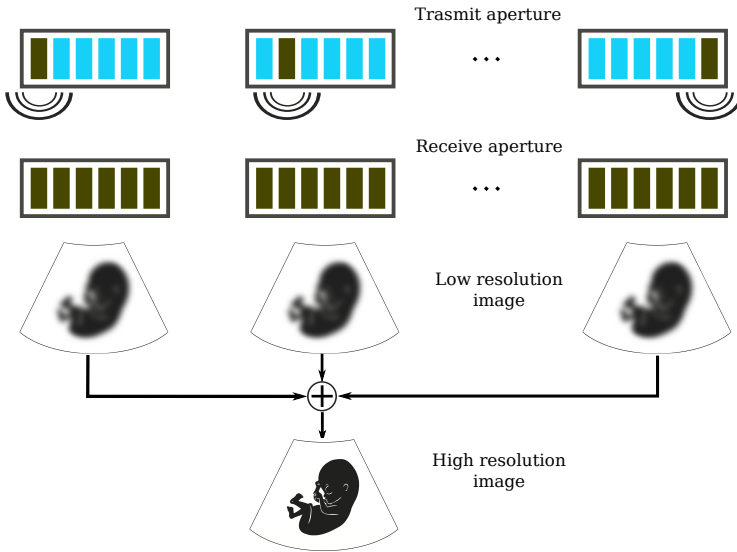 Trasmit aperture
...
Receive aperture
...
Low resolution
image
High resolution
image